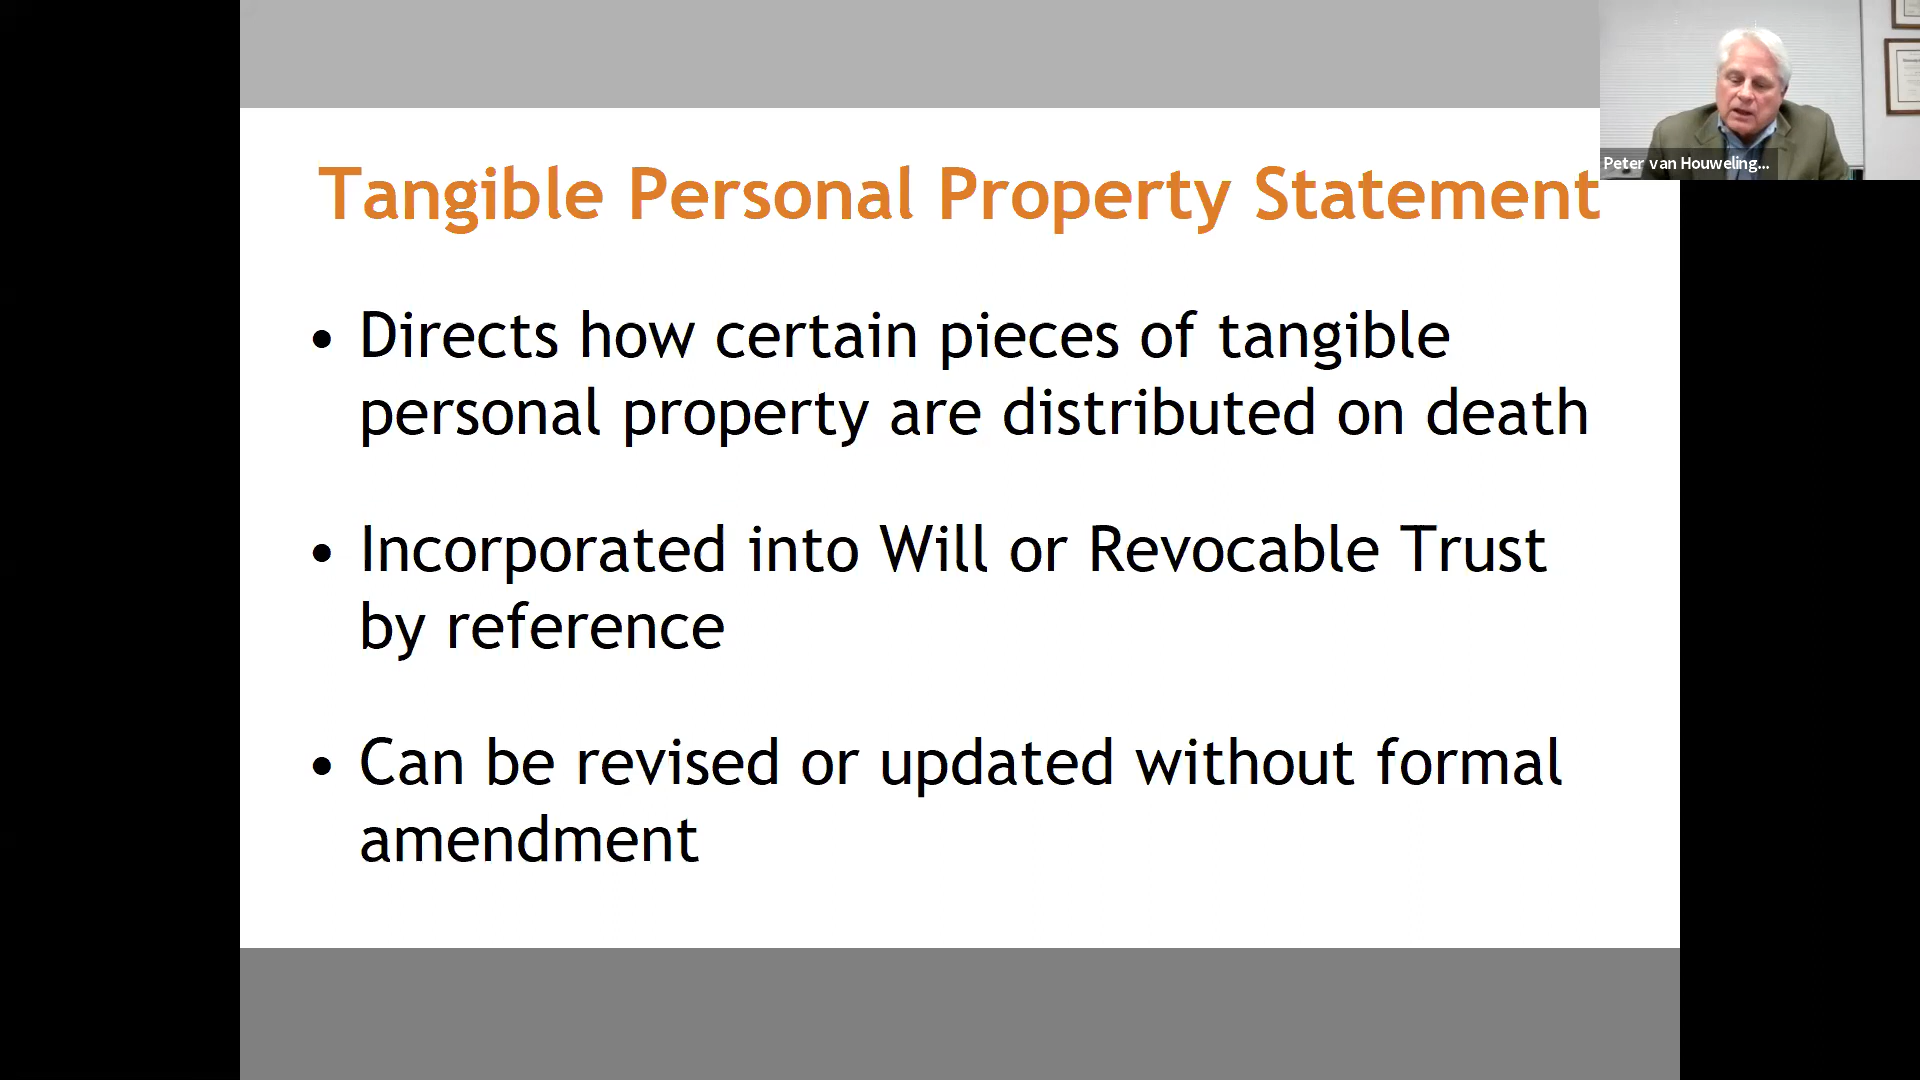 Peter van Houweling...
Tangible Personal Property Statement
• Directs how certain pieces of tangible
personal property are distributed on death
• Incorporated into Will or Revocable Trust
by reference
• Can be revised or updated without formal
amendment